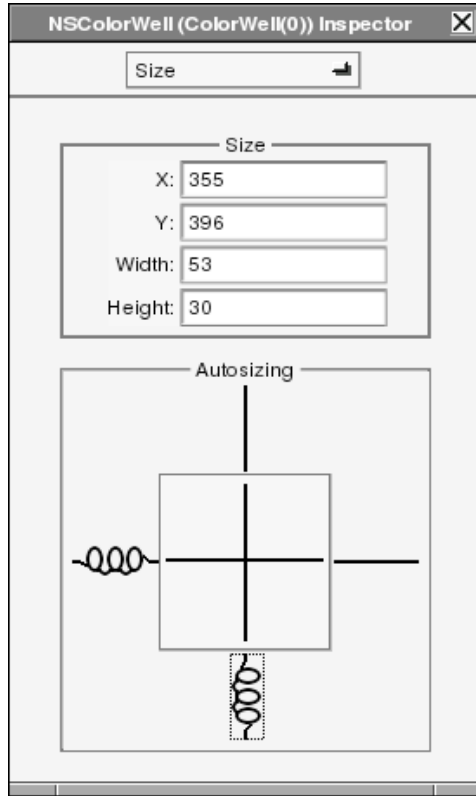 NSColorWell (ColorWell(0)) Inspector
Size
Size
X: 355
Y: 396
Width: 53
Height: 30
Autosizing